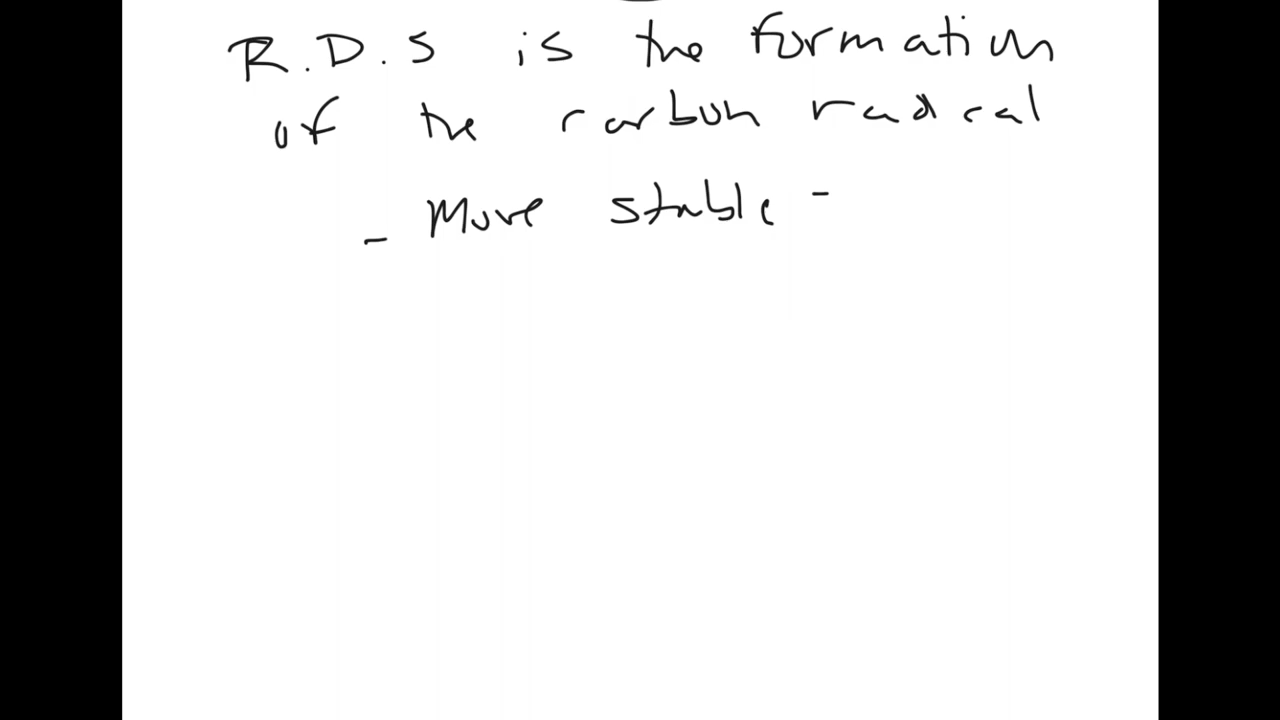 R.D.S is the formation
of the carbon radical
- More stable -